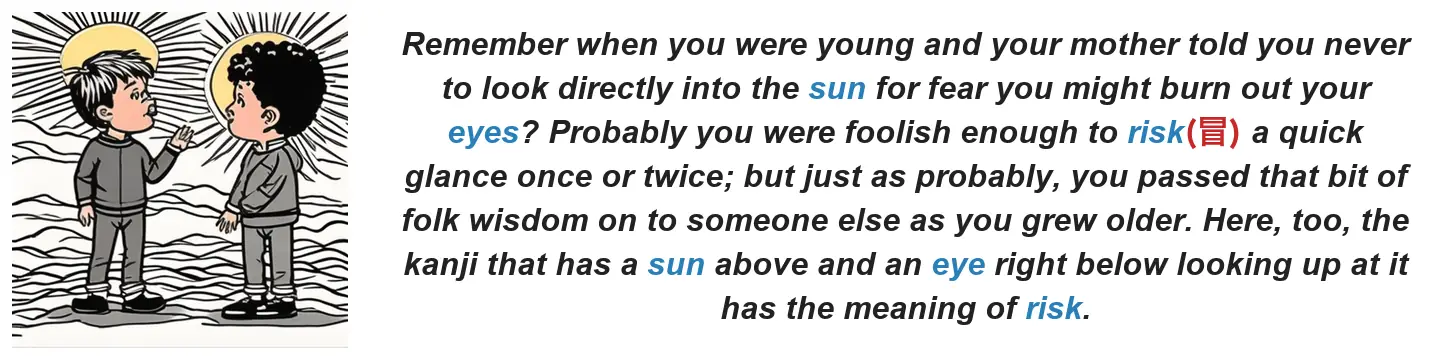 Remember when you were young and your mother told you never
to look directly into the sun for fear you might burn out your
eyes? Probably you were foolish enough to risk(冒) a quick
glance once or twice; but just as probably, you passed that bit of
folk wisdom on to someone else as you grew older. Here, too, the
kanji that has a sun above and an eye right below looking up at it
has the meaning of risk.